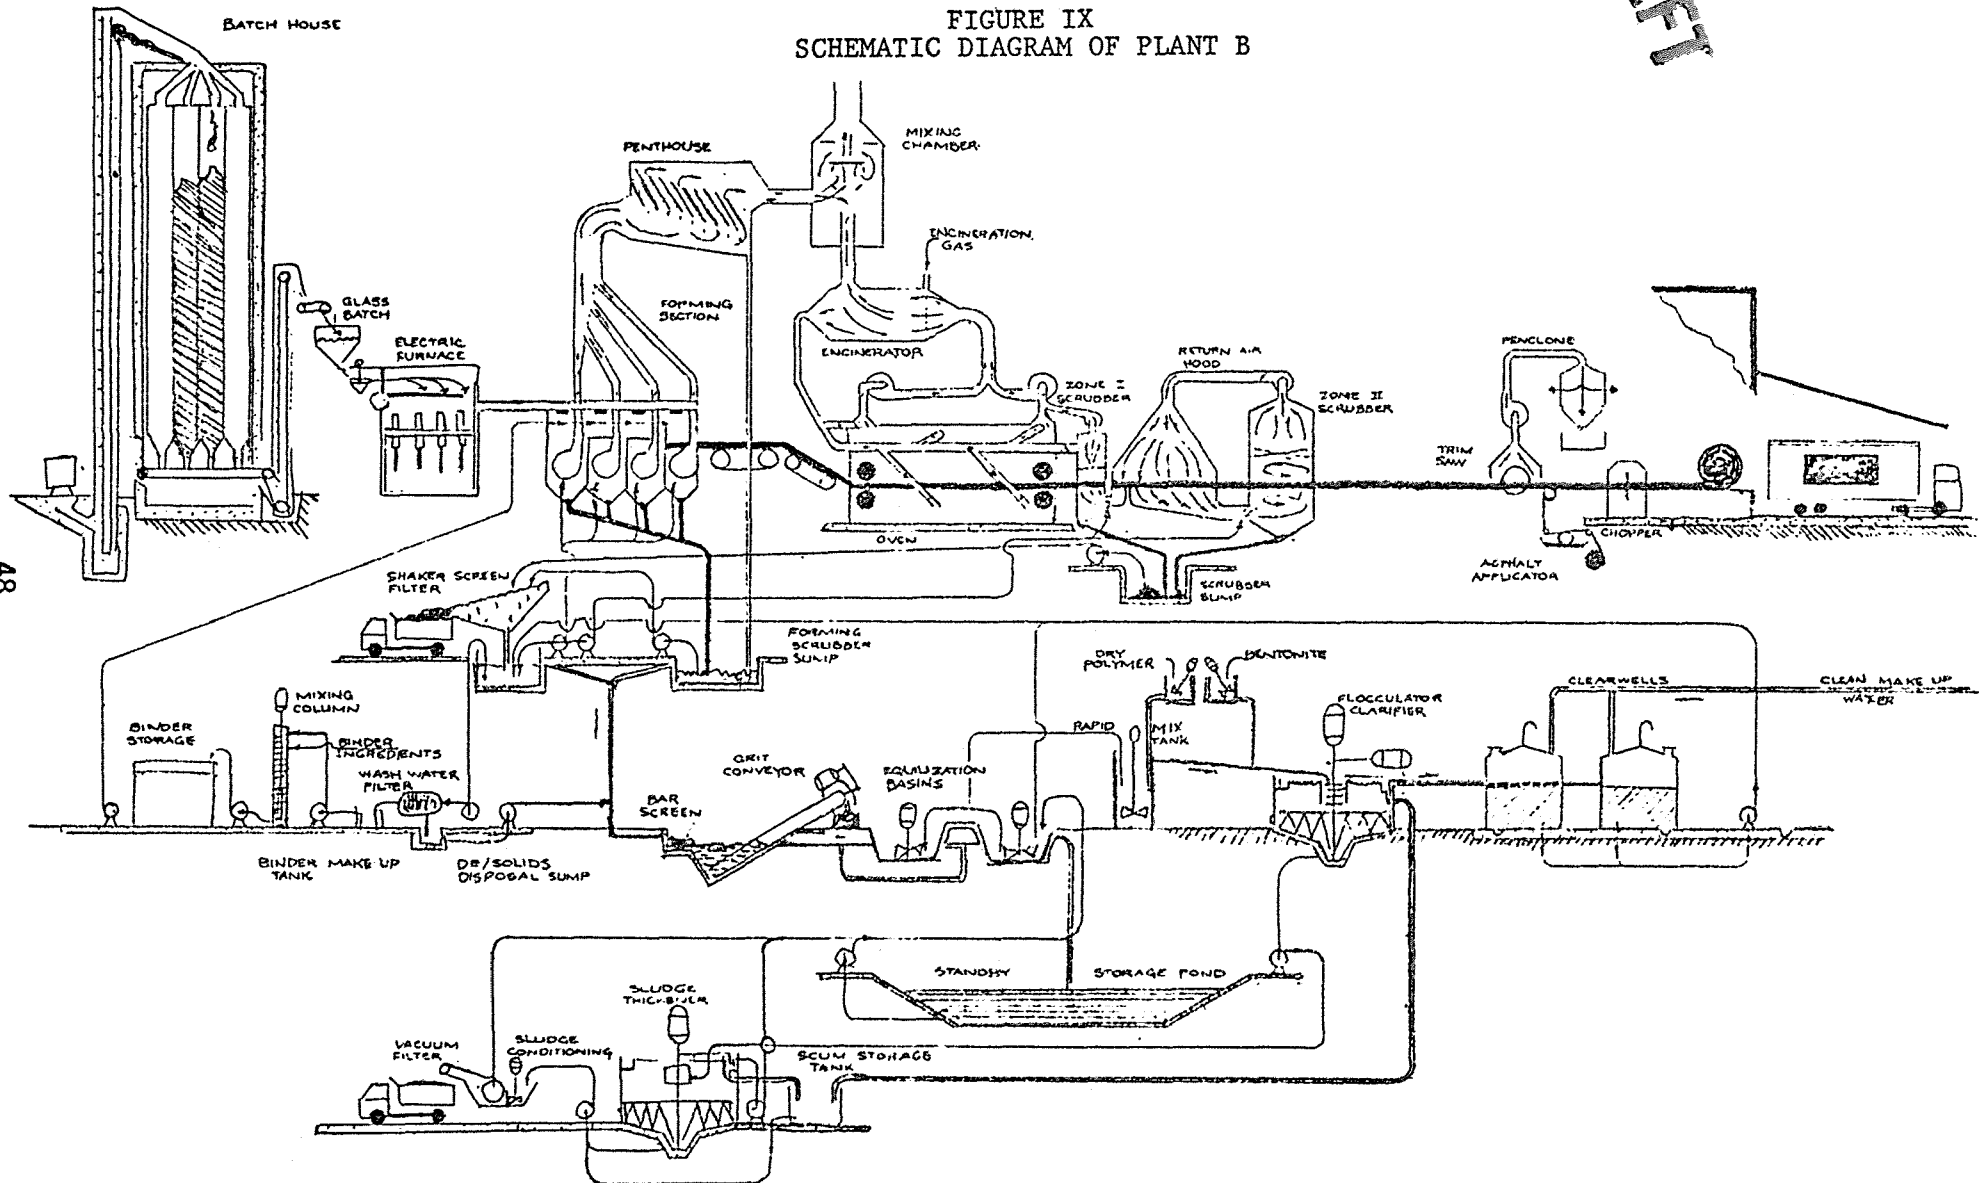 FIGURE IX
SCHEMATIC DIAGRAM OF PLANT B
BATCH HOUSE
MIXING
CHAMBER
PENTHOUSE
INCINERATION
GAS
GLASS
BATCH
FORMING
SECTION
ELECTRIC
FURNACE
ENCINERATOR
RETURN AIR
HOOD
PENCLONE
ZONE I
SCRUBBER
ZONE II
SCRUBBER
TRIM
SAW
OVEN
CHOPPER
ASPHALT
APPLICATOR
SHAKER SCREEN
FILTER
SCRUBBER
SUMP
48
FORMING
SCRUBBER
SUMP
DRY
POLYMER
BENTONITE
MIXING
COLUMN
CLEARWELLS
CLEAN MAKE UP
WATER
FLOCCULATOR
CLARIFIER
BINDER
STORAGE
BINDER
INGREDIENTS
RAPID
MIX
TANK
WASH WATER
FILTER
GRIT
CONVEYOR
EQUILIZATION
BASINS
BAR
SCREEN
BINDER MAKE UP
TANK
DE/SOLIDS
DISPOSAL SUMP
STANDBY STORAGE POND
SLUDGE
THICKENER
VACUUM
FILTER
SLUDGE
CONDITIONING
SCUM STORAGE
TANK